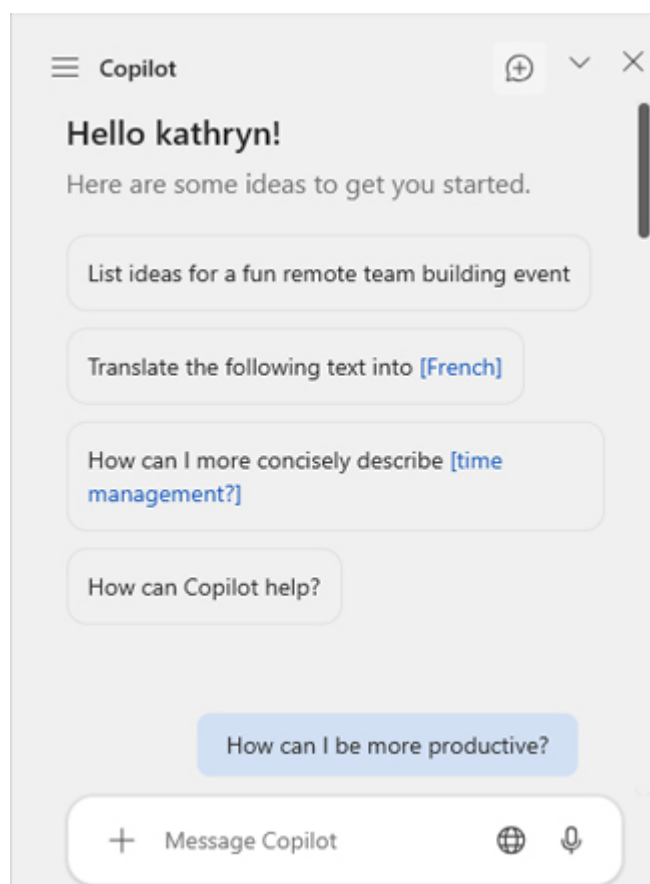 Copilot
Hello kathryn!
Here are some ideas to get you started.
List ideas for a fun remote team building event
Translate the following text into [French]
How can I more concisely describe [time
management?]
How can Copilot help?
How can I be more productive?
Message Copilot